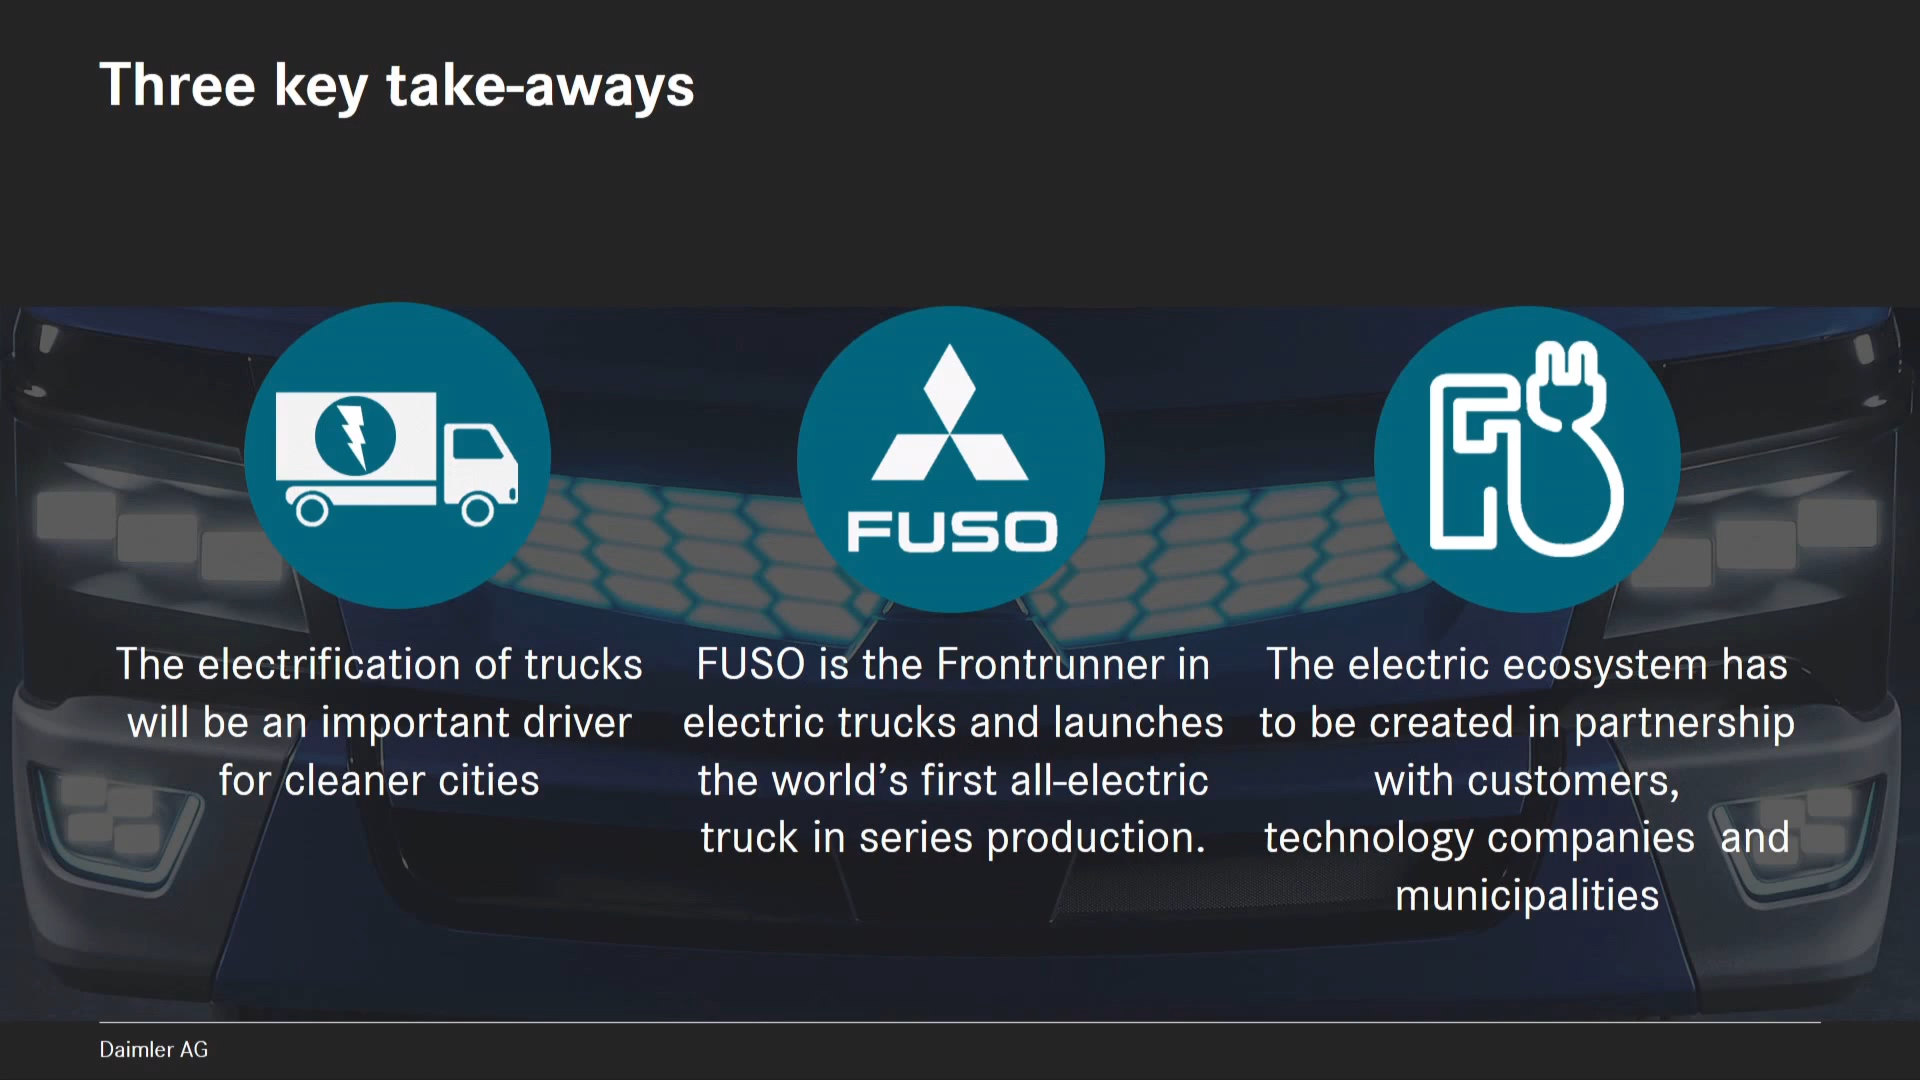 Three key take-aways
FUSO
The electrification of trucks
will be an important driver
for cleaner cities
FUSO is the Frontrunner in
electric trucks and launches
the world’s first all-electric
truck in series production.
The electric ecosystem has
to be created in partnership
with customers,
technology companies  and
municipalities
Daimler AG